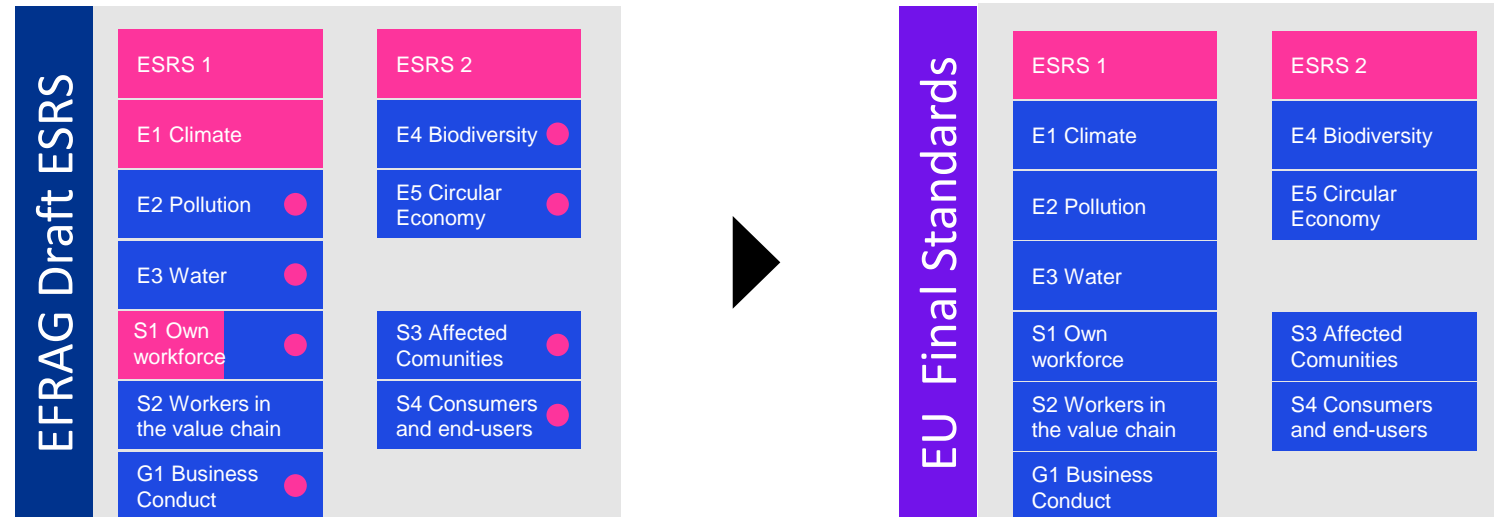 EFRAG Draft ESRS
ESRS 1
E1 Climate
E2 Pollution
E3 Water
S1 Own
workforce
S2 Workers in
the value chain
G1 Business
Conduct
ESRS 2
E4 Biodiversity
E5 Circular
Economy
S3 Affected
Comunities
S4 Consumers
and end-users
EU Final Standards
ESRS 1
E1 Climate
E2 Pollution
E3 Water
S1 Own
workforce
S2 Workers in
the value chain
G1 Business
Conduct
ESRS 2
E4 Biodiversity
E5 Circular
Economy
S3 Affected
Comunities
S4 Consumers
and end-users